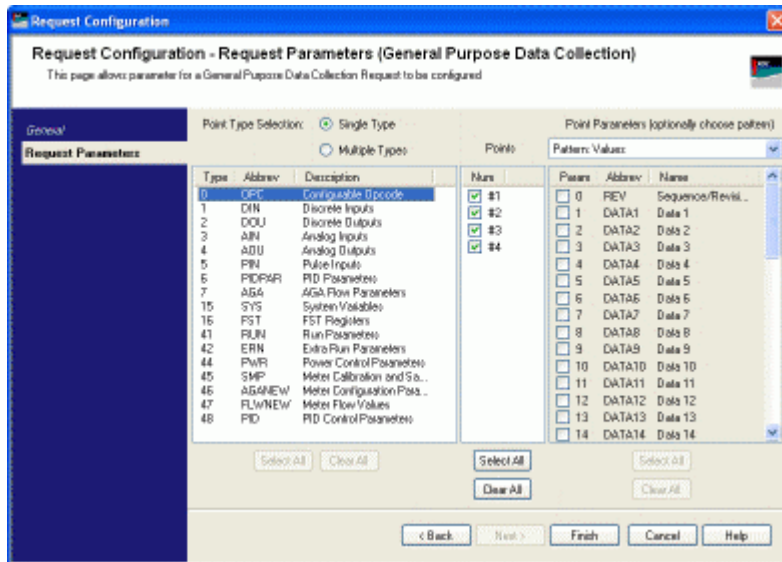 Request Configuration
Request Configuration - Request Parameters (General Purpose Data Collection)
This page allows parameter for a General Purpose Data Collection Request to be configured
General
Request Parameters
Point Type Selection: Single Type
Multiple Types
Points
Point Parameters (optionally choose pattern)
Pattern: Values
Type Abbrev Description
0 OPC Configurable Opcode
1 DIN Discrete Inputs
2 DOU Discrete Outputs
3 AIN Analog Inputs
4 AOU Analog Outputs
5 PIN Pulse Inputs
6 PIDPAR PID Parameters
7 AGA AGA Flow Parameters
15 SYS System Variables
16 FST FST Registers
41 RUN Run Parameters
42 ERN Extra Run Parameters
44 PWR Power Control Parameters
45 SMP Meter Calibration and Sa...
46 AGANEW Meter Configuration Para...
47 FLWNEW Meter Flow Values
48 PID PID Control Parameters
Select All Clear All
Num
#1
#2
#3
#4
Select All
Clear All
Param Abbrev Name
0 REV Sequence/Revisi...
1 DATA1 Data 1
2 DATA2 Data 2
3 DATA3 Data 3
4 DATA4 Data 4
5 DATA5 Data 5
6 DATA6 Data 6
7 DATA7 Data 7
8 DATA8 Data 8
9 DATA9 Data 9
10 DATA10 Data 10
11 DATA11 Data 11
12 DATA12 Data 12
13 DATA13 Data 13
14 DATA14 Data 14
Select All
Clear All
< Back Next > Finish Cancel Help